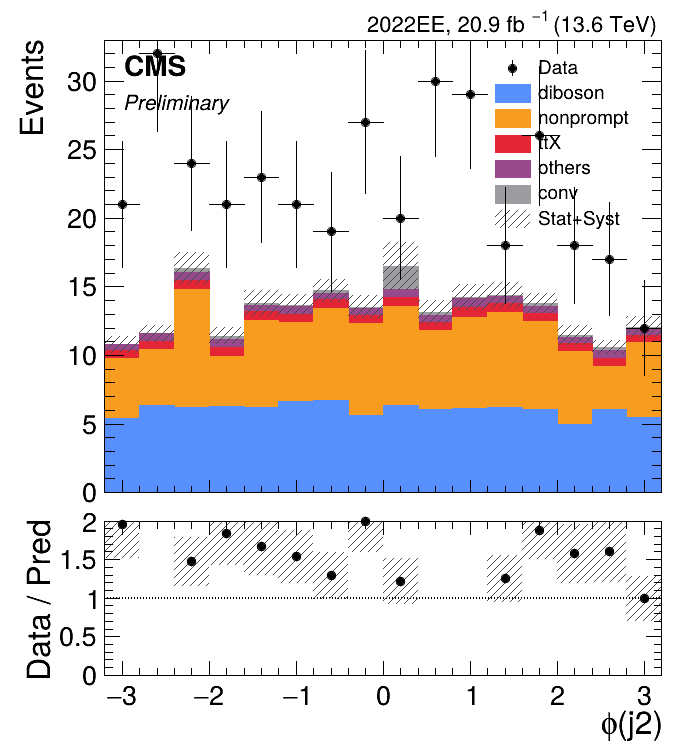 2022EE, 20.9 fb⁻¹ (13.6 TeV)
Events
CMS
Preliminary
Data
diboson
nonprompt
ttX
others
conv
Stat+Syst
30
25
20
15
10
5
0
Data / Pred
2
1.5
1
0.5
0
−3 −2 −1 0 1 2 3
ϕ(j2)